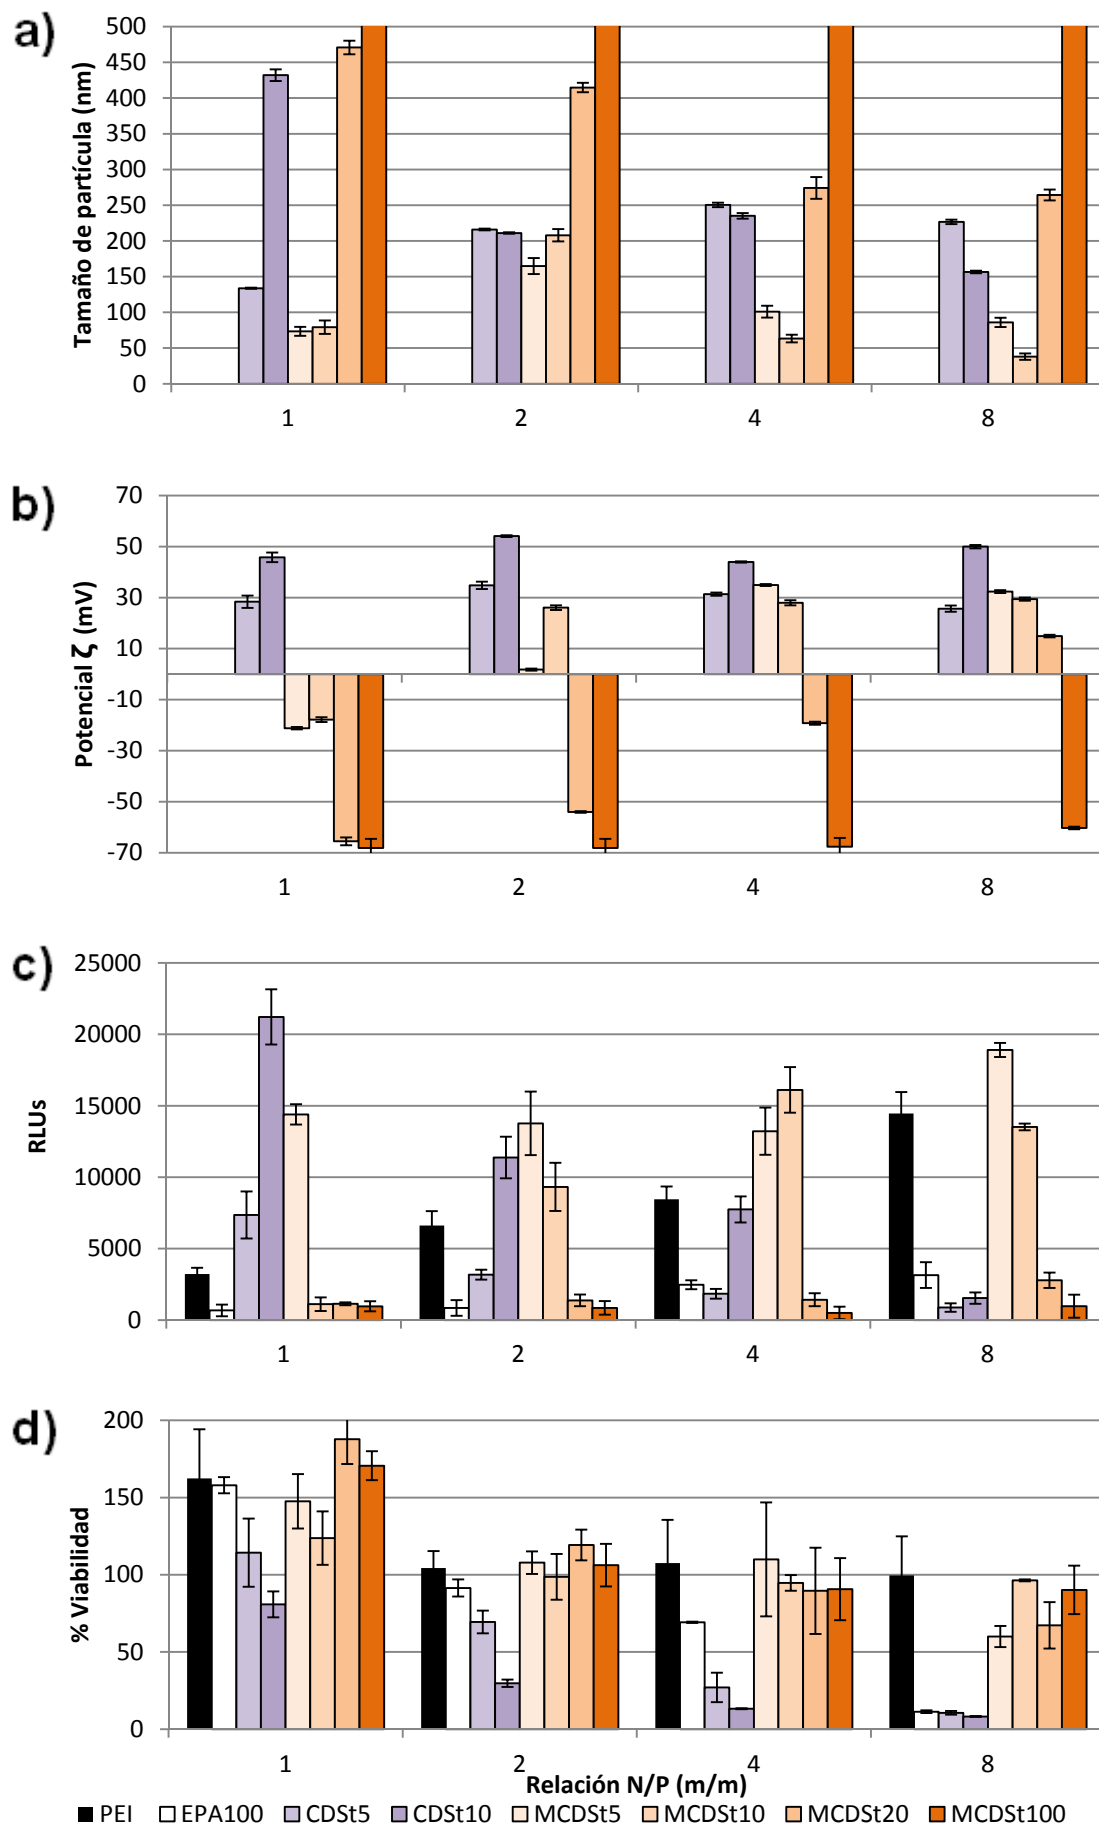 a)
Tamaño de partícula (nm)
500
450
400
350
300
250
200
150
100
50
0
1 2 4 8
b)
Potencial ζ (mV)
70
50
30
10
-10
-30
-50
-70
1 2 4 8
c)
RLUs
25000
20000
15000
10000
5000
0
1 2 4 8
d)
% Viabilidad
200
150
100
50
0
1 2 4 8
Relación N/P (m/m)
PEI EPA100 CDSt5 CDSt10 MCDSt5 MCDSt10 MCDSt20 MCDSt100